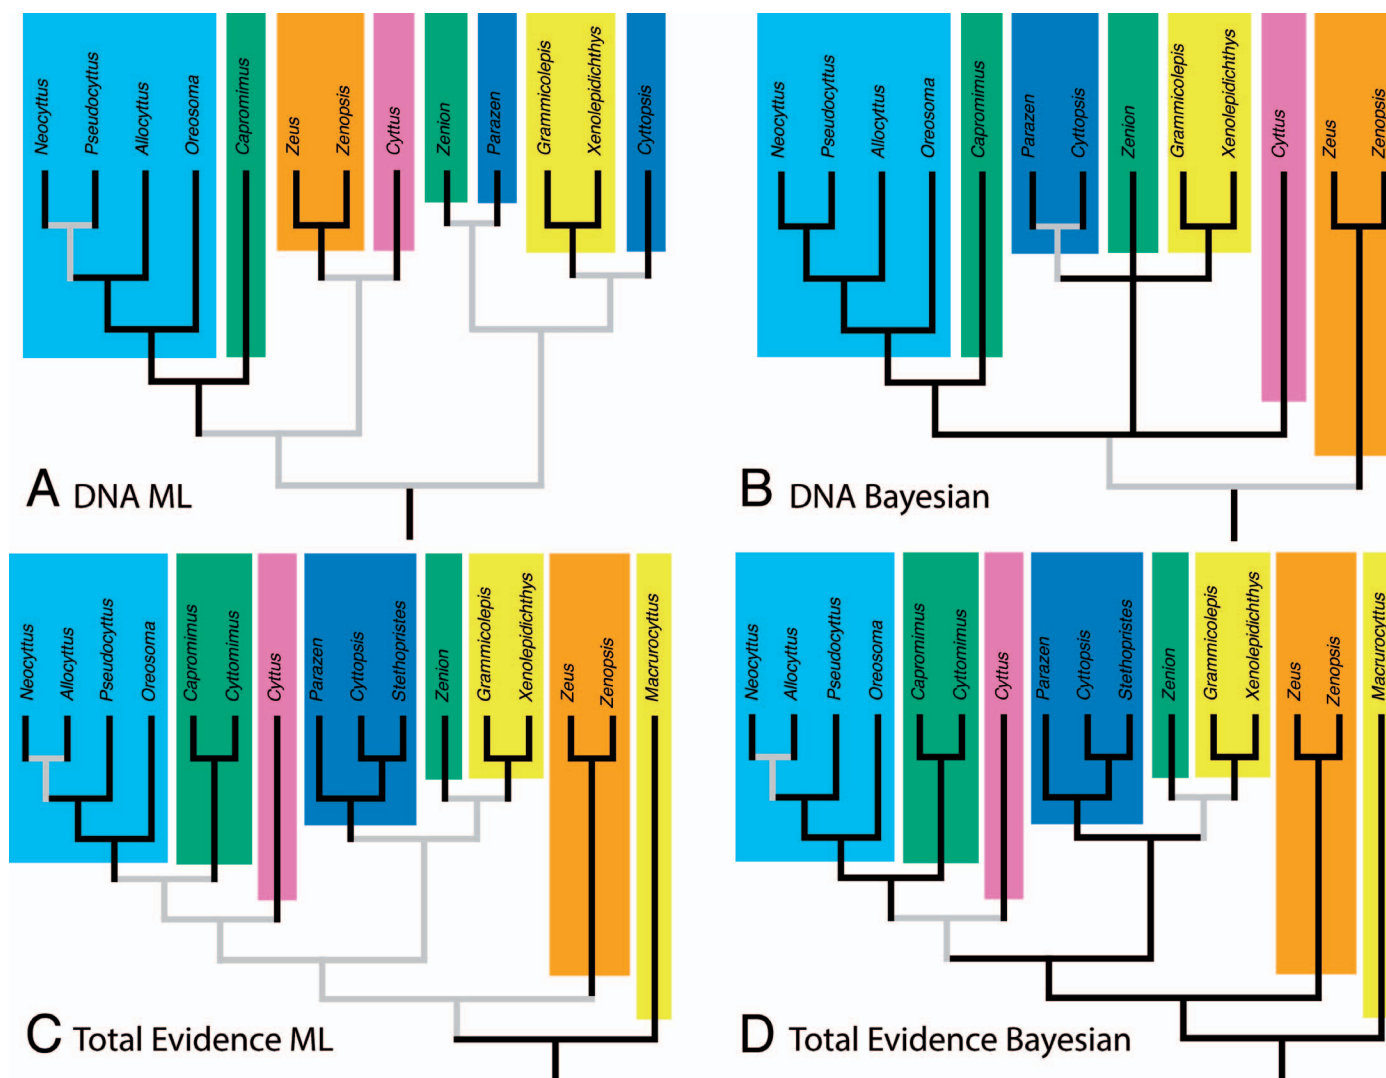 Neocyttus
Pseudocyttus
Allocyttus
Oreosoma
Capromimus
Zeus
Zenopsis
Cyttus
Zenion
Parazen
Grammicolepis
Xenolepidichthys
Cyttopsis
A DNA ML
Neocyttus
Pseudocyttus
Allocyttus
Oreosoma
Capromimus
Parazen
Cyttopsis
Zenion
Grammicolepis
Xenolepidichthys
Cyttus
Zeus
Zenopsis
B DNA Bayesian
Neocyttus
Allocyttus
Pseudocyttus
Oreosoma
Capromimus
Cyttomimus
Cyttus
Parazen
Cyttopsis
Stethopristes
Zenion
Grammicolepis
Xenolepidichthys
Zeus
Zenopsis
Macrurocyttus
C Total Evidence ML
Neocyttus
Allocyttus
Pseudocyttus
Oreosoma
Capromimus
Cyttomimus
Cyttus
Parazen
Cyttopsis
Stethopristes
Zenion
Grammicolepis
Xenolepidichthys
Zeus
Zenopsis
Macrurocyttus
D Total Evidence Bayesian